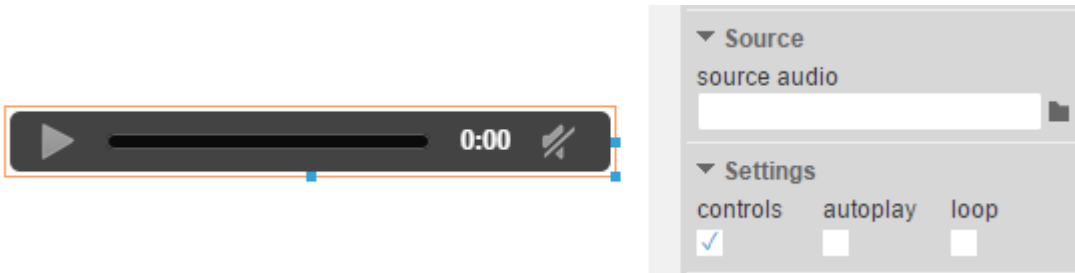 Source
source audio
0:00
Settings
controls autoplay loop